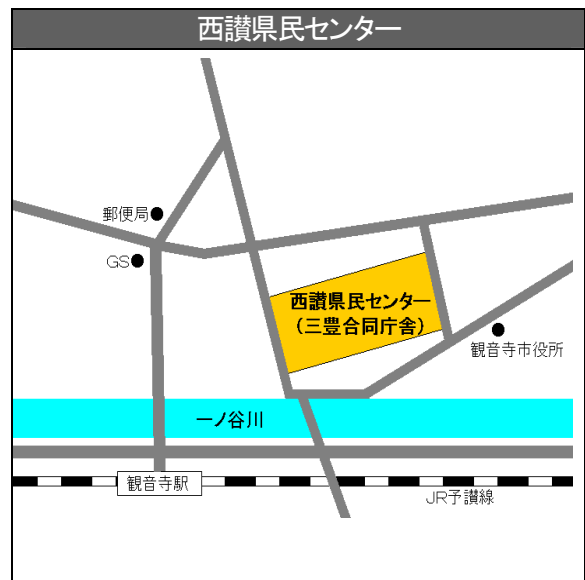 西讃県民センター
郵便局
GS
西讃県民センター
（三豊合同庁舎）
観音寺市役所
一ノ谷川
観音寺駅
JR予讃線